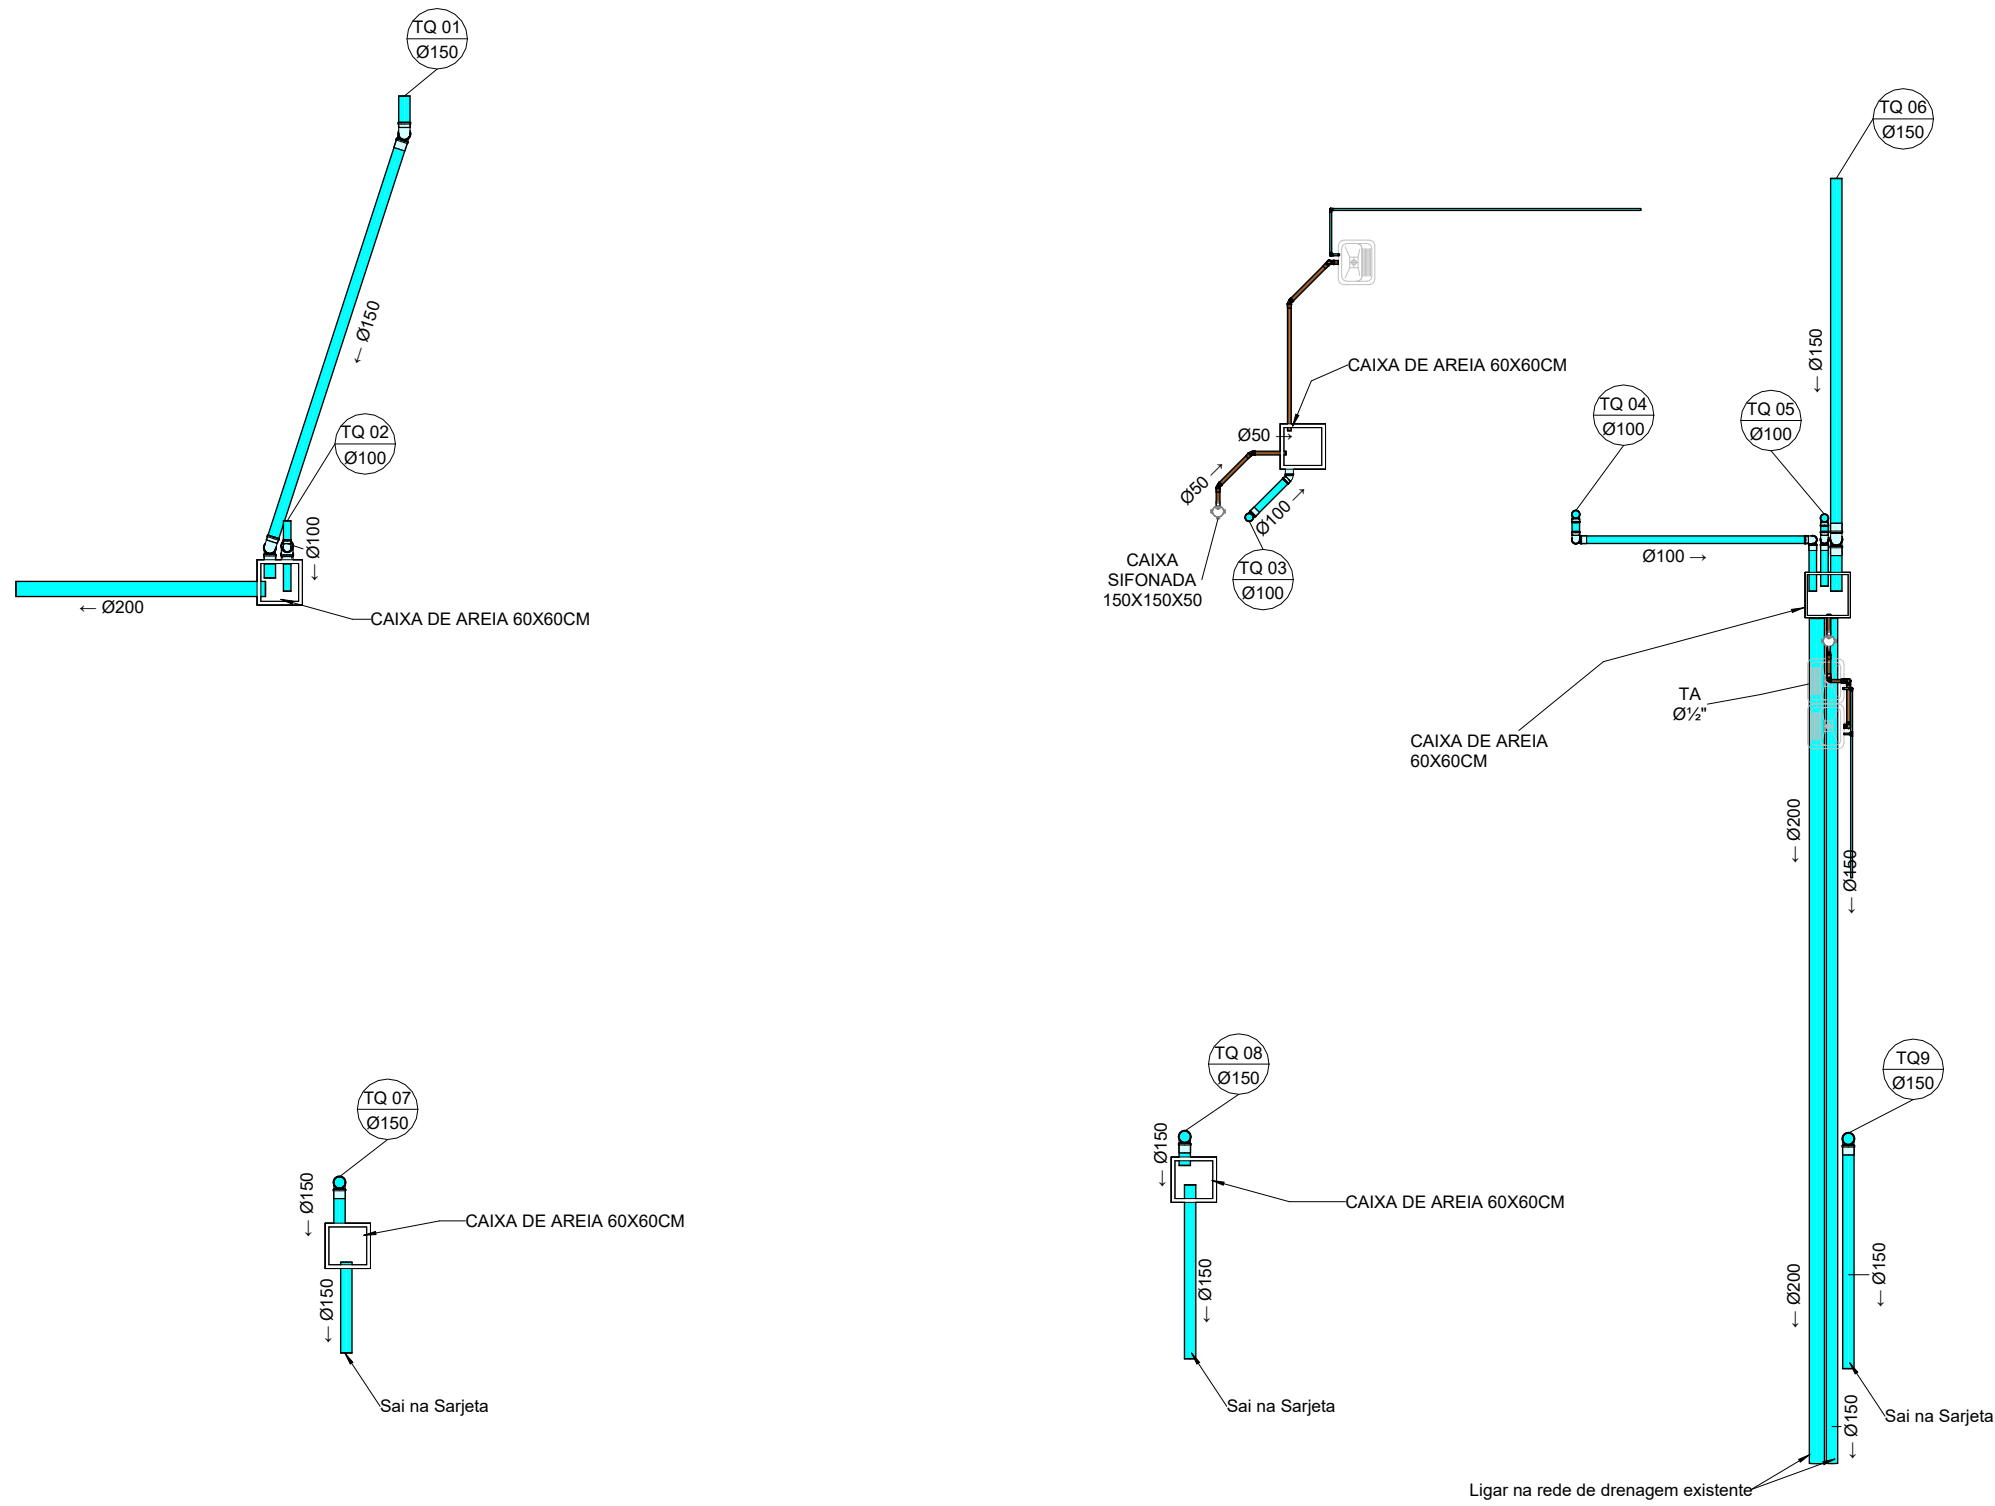 TQ 01
Ø150
TQ 06
Ø150
← Ø150
← Ø150
CAIXA DE AREIA 60X60CM
TQ 04
Ø100
TQ 05
Ø100
TQ 02
Ø100
Ø50 →
Ø50 →
Ø100 →
← Ø100
Ø100 →
CAIXA
SIFONADA
150X150X50
TQ 03
Ø100
← Ø200
CAIXA DE AREIA 60X60CM
TA
Ø½"
CAIXA DE AREIA
60X60CM
← Ø200
← Ø150
TQ 08
Ø150
TQ9
Ø150
TQ 07
Ø150
← Ø150
← Ø150
CAIXA DE AREIA 60X60CM
CAIXA DE AREIA 60X60CM
← Ø150
← Ø150
← Ø200
← Ø150
Sai na Sarjeta
Sai na Sarjeta
Sai na Sarjeta
← Ø150
Ligar na rede de drenagem existente